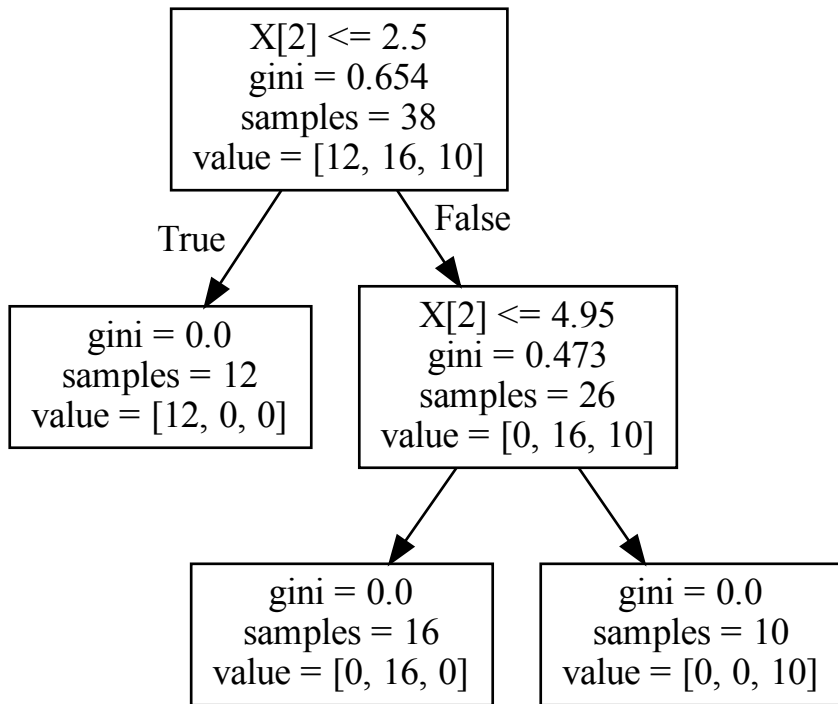 X[2] <= 2.5
gini = 0.654
samples = 38
value = [12, 16, 10]
True
False
gini = 0.0
samples = 12
value = [12, 0, 0]
X[2] <= 4.95
gini = 0.473
samples = 26
value = [0, 16, 10]
gini = 0.0
samples = 16
value = [0, 16, 0]
gini = 0.0
samples = 10
value = [0, 0, 10]